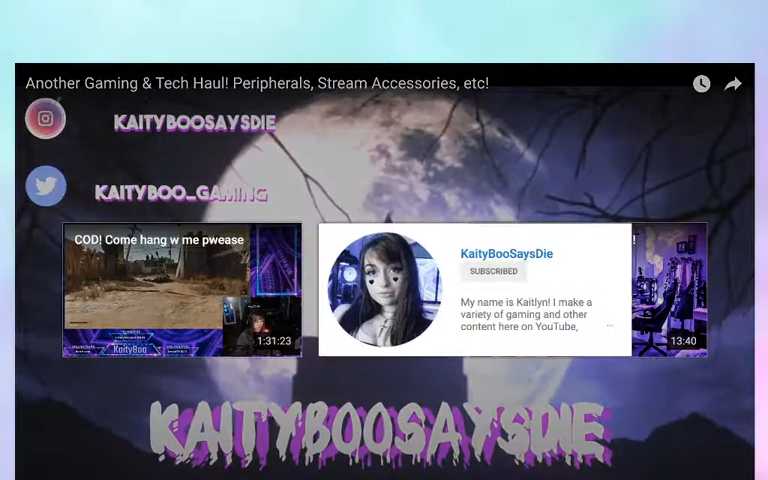 Another Gaming & Tech Haul! Peripherals, Stream Accessories, etc!
KAITYBOOSAYSDIE
KAITYBOO_GAMING
COD! Come hang w me pwease
!
KaityBooSaysDie
SUBSCRIBED
My name is Kaitlyn! I make a
variety of gaming and other
content here on YouTube,
...
KaityBoo
1:31:23
13:40
KAITYBOOSAYSDIE